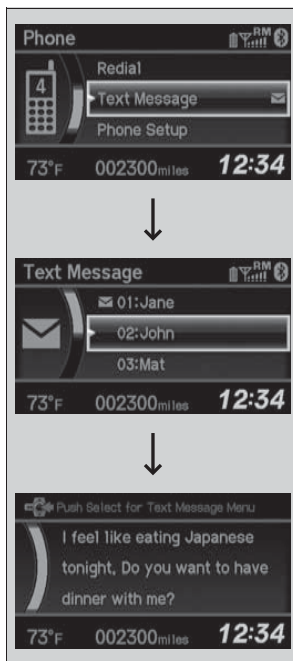 Phone RM
4
Redial
Text Message
Phone Setup
73°F 002300miles 12:34
Text Message RM
01:Jane
02:John
03:Mat
73°F 002300miles 12:34
Push Select for Text Message Menu
I feel like eating Japanese
tonight, Do you want to have
dinner with me?
73°F 002300miles 12:34